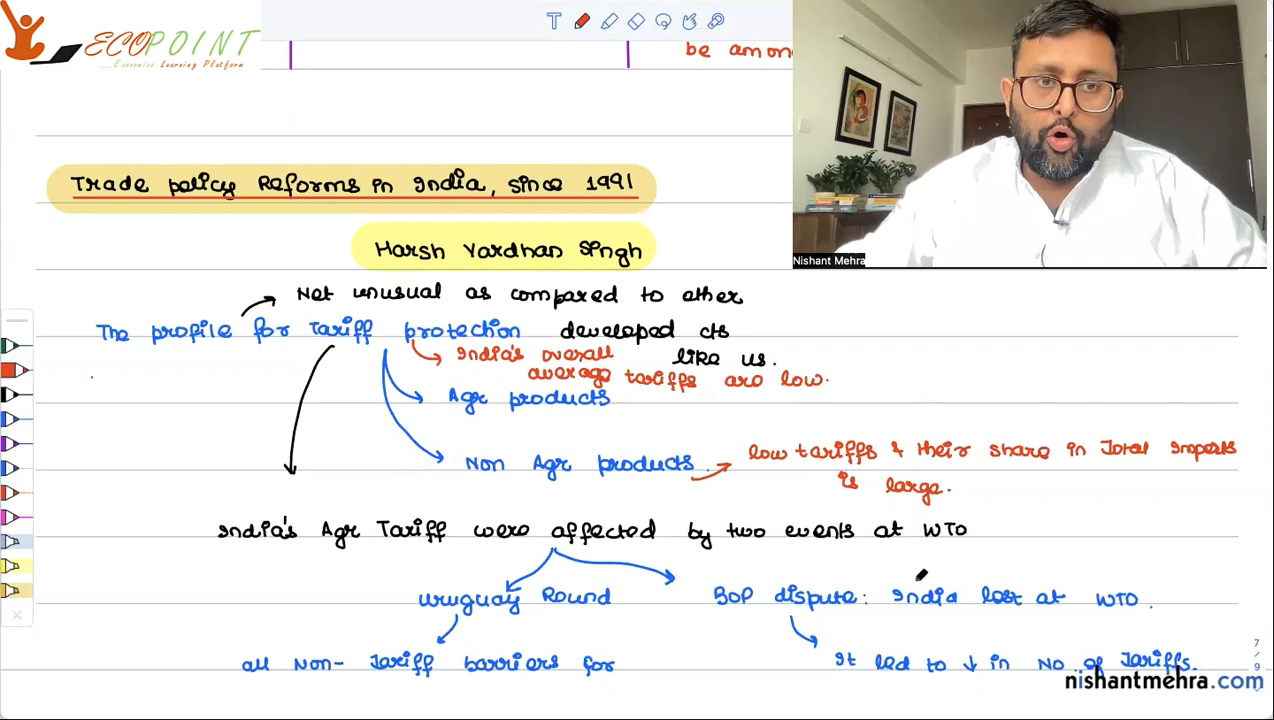 ECOPOINT
.....Economics Learning Platform
be amon
Trade policy Reforms in India, since 1991
Harsh Vardhan Singh
Not unusual as compared to other
The profile for Tariff protection developed cts
like us.
India's overall
average tariffs are low.
Agr products
Non Agr products
low tariffs & their share in Total Imports
is large.
India's Agr Tariff were affected by two events at WTO
Uruguay Round
BOP dispute: India lost at WTO.
all Non-Tariff barriers for
It led to ↓ in No of Tariffs.
Nishant Mehra
7
/
9
nishantmehra.com